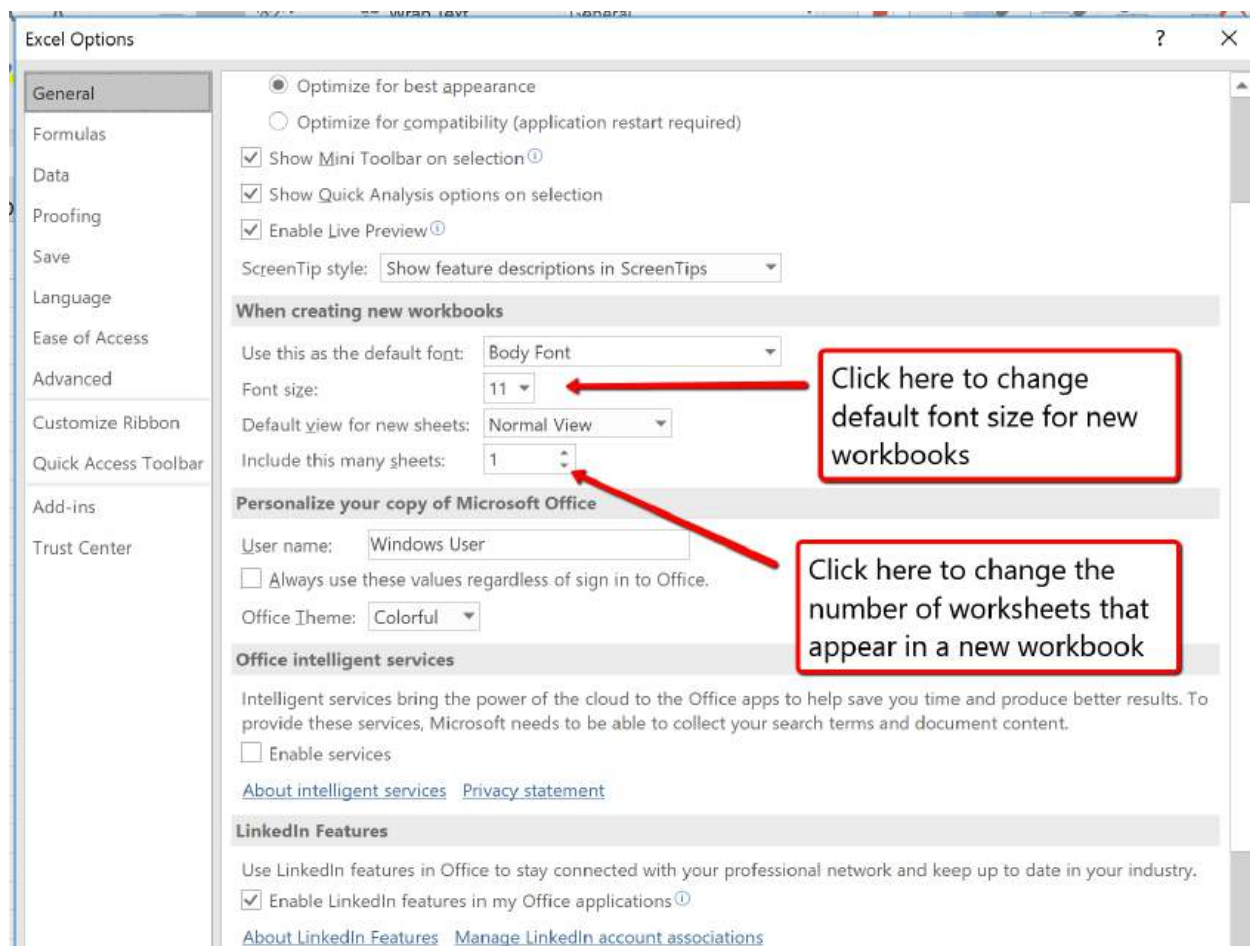 Wrap Text
General
Excel Options
?
General
Formulas
Data
Proofing
Save
Language
Ease of Access
Advanced
Customize Ribbon
Quick Access Toolbar
Add-ins
Trust Center
Optimize for best appearance
Optimize for compatibility (application restart required)
Show Mini Toolbar on selection
Show Quick Analysis options on selection
Enable Live Preview
ScreenTip style: Show feature descriptions in ScreenTips
When creating new workbooks
Use this as the default font: Body Font
Font size: 11
Default view for new sheets: Normal View
Include this many sheets: 1
Click here to change
default font size for new
workbooks
Personalize your copy of Microsoft Office
User name: Windows User
Always use these values regardless of sign in to Office.
Office Theme: Colorful
Click here to change the
number of worksheets that
appear in a new workbook
Office intelligent services
Intelligent services bring the power of the cloud to the Office apps to help save you time and produce better results. To
provide these services, Microsoft needs to be able to collect your search terms and document content.
Enable services
About intelligent services Privacy statement
LinkedIn Features
Use LinkedIn features in Office to stay connected with your professional network and keep up to date in your industry.
Enable LinkedIn features in my Office applications
About LinkedIn Features Manage LinkedIn account associations